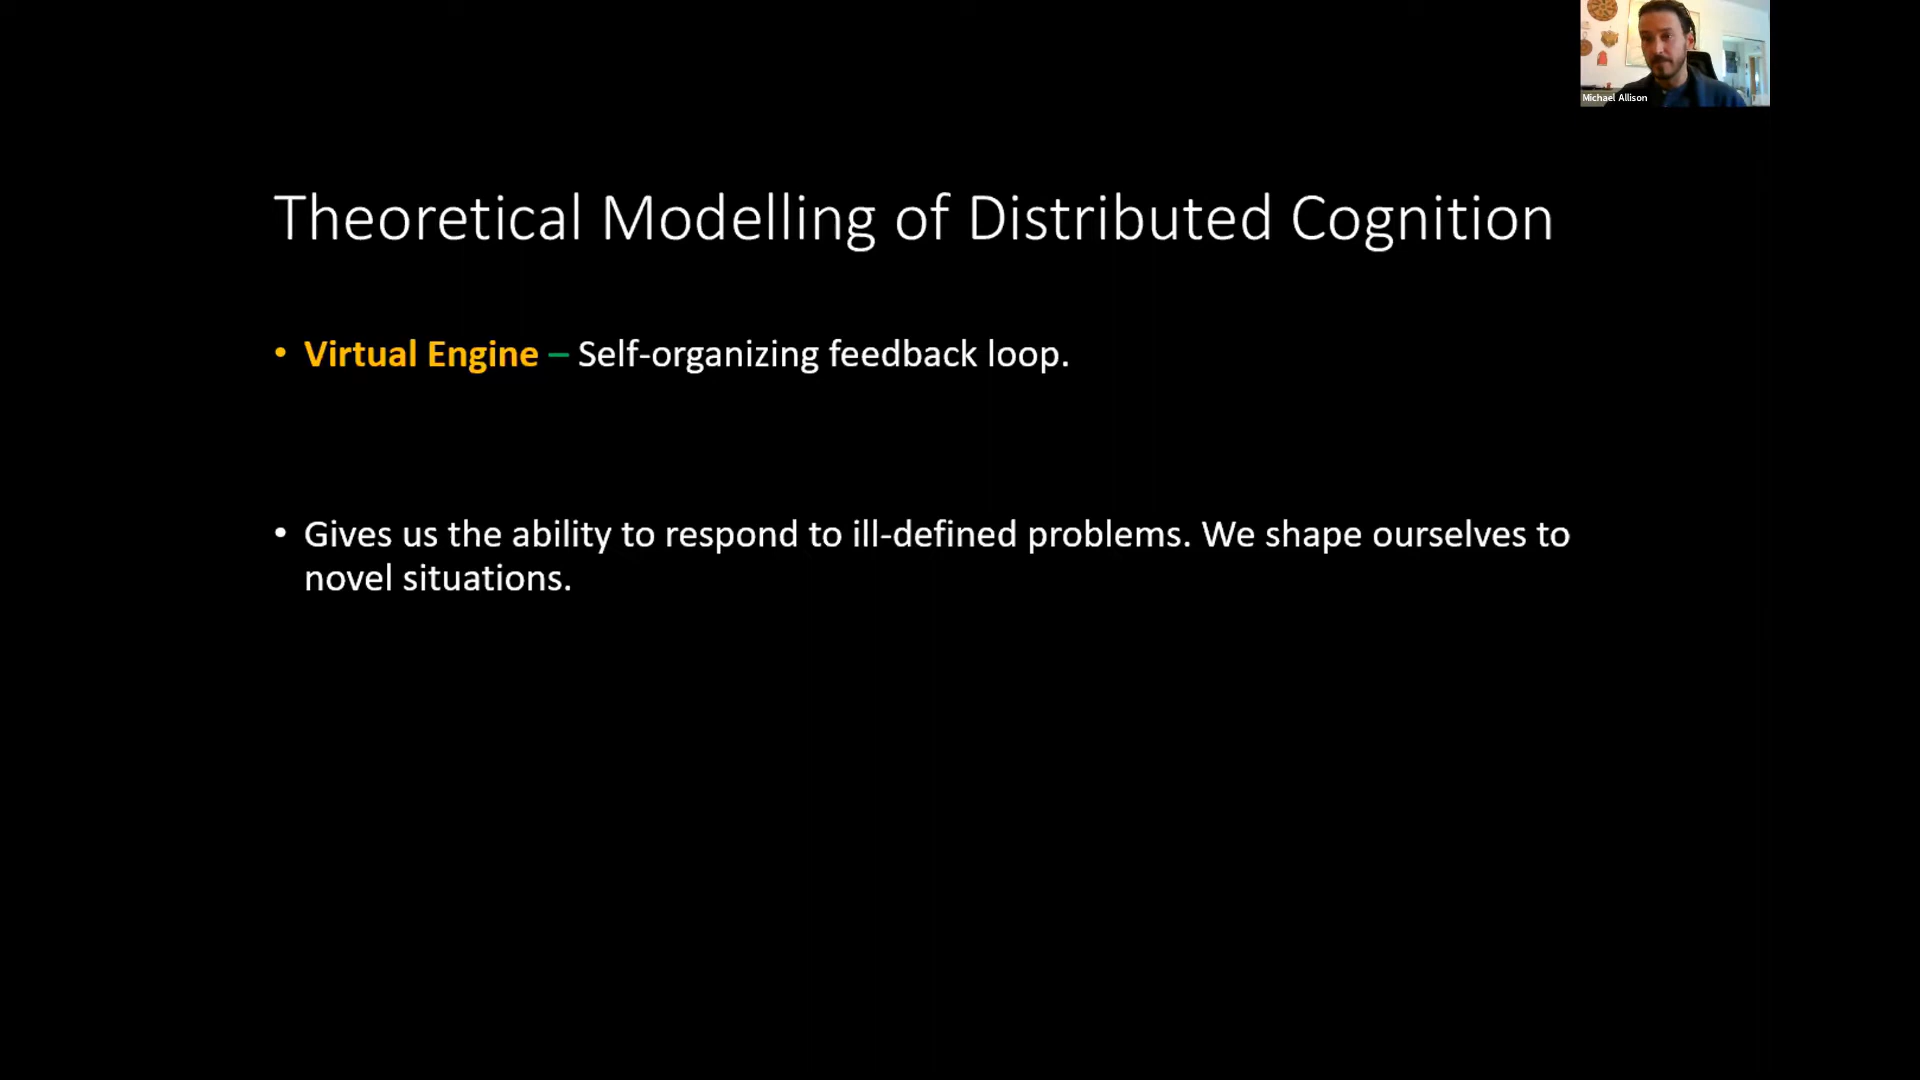 Michael Allison
Theoretical Modelling of Distributed Cognition
• Virtual Engine – Self-organizing feedback loop.
• Gives us the ability to respond to ill-defined problems. We shape ourselves to
novel situations.